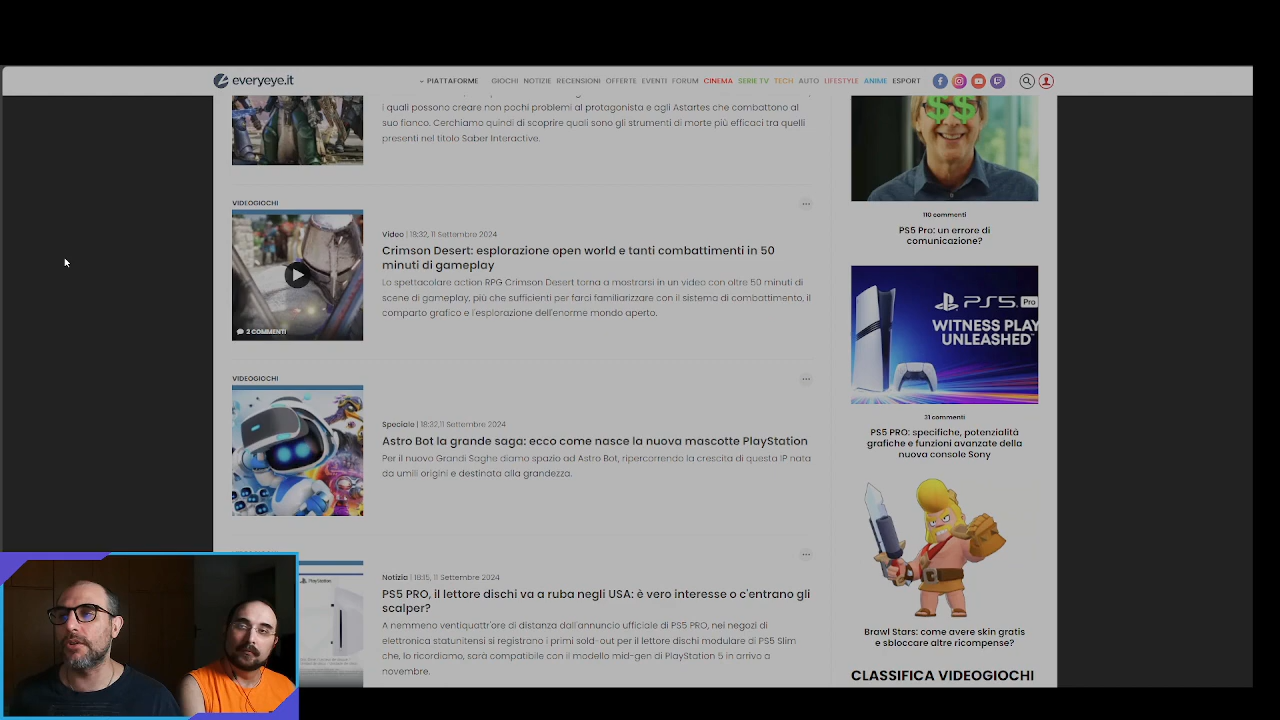 everyeye.it
PIATTAFORME GIOCHI NOTIZIE RECENSIONI OFFERTE EVENTI FORUM CINEMA SERIE TV TECH AUTO LIFESTYLE ANIME ESPORT
i quali possono creare non pochi problemi al protagonista e agli Astartes che combattono al
suo fianco. Cerchiamo quindi di scoprire quali sono gli strumenti di morte più efficaci tra quelli
presenti nel titolo Saber Interactive.
VIDEOGIOCHI
2 COMMENTI
Video | 18:32, 11 Settembre 2024
Crimson Desert: esplorazione open world e tanti combattimenti in 50
minuti di gameplay
Lo spettacolare action RPG Crimson Desert torna a mostrarsi in un video con oltre 50 minuti di
scene di gameplay, più che sufficienti per farci familiarizzare con il sistema di combattimento, il
comparto grafico e l'esplorazione dell'enorme mondo aperto.
VIDEOGIOCHI
Speciale | 18:32, 11 Settembre 2024
Astro Bot la grande saga: ecco come nasce la nuova mascotte PlayStation
Per il nuovo Grandi Saghe diamo spazio ad Astro Bot, ripercorrendo la crescita di questa IP nata
da umili origini e destinata alla grandezza.
PlayStation
Notizia | 18:15, 11 Settembre 2024
PS5 PRO, il lettore dischi va a ruba negli USA: è vero interesse o c'entrano gli
scalper?
A nemmeno ventiquattr'ore di distanza dall'annuncio ufficiale di PS5 PRO, nei negozi di
elettronica statunitensi si registrano i primi sold-out per il lettore dischi modulare di PS5 Slim
che, lo ricordiamo, sarà compatibile con il modello mid-gen di PlayStation 5 in arrivo a
novembre.
$$
110 commenti
PS5 Pro: un errore di
comunicazione?
PS5 Pro
WITNESS PLAY
UNLEASHED
31 commenti
PS5 PRO: specifiche, potenzialità
grafiche e funzioni avanzate della
nuova console Sony
Brawl Stars: come avere skin gratis
e sbloccare altre ricompense?
CLASSIFICA VIDEOGIOCHI